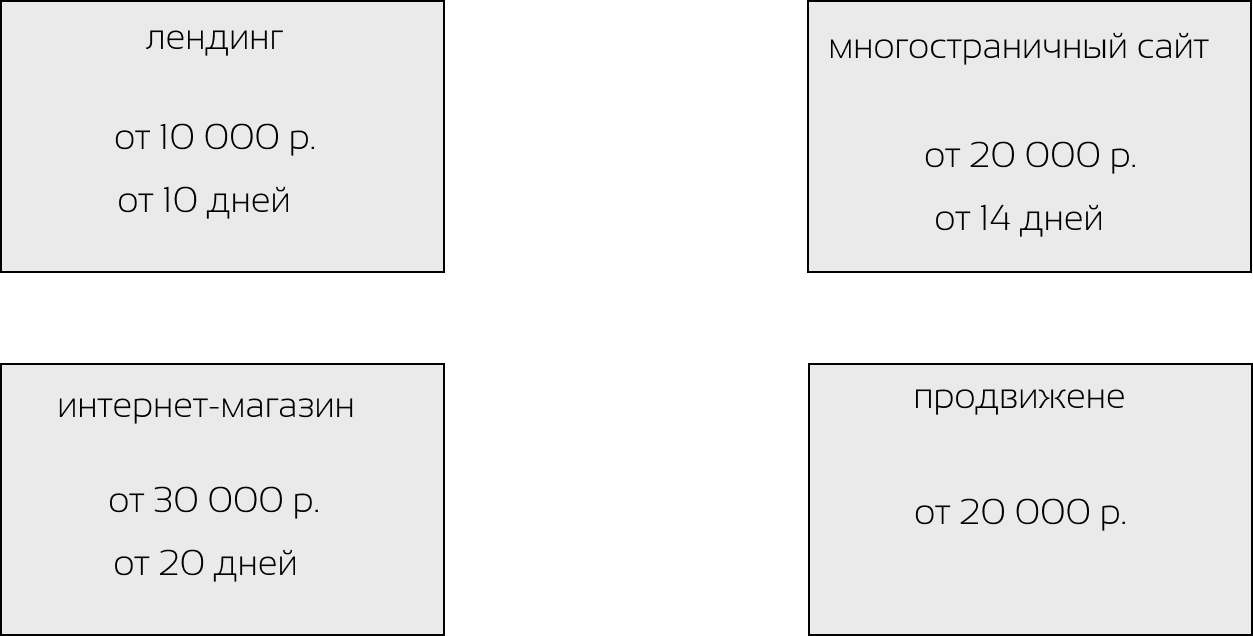 лендинг
от 10 000 р.
от 10 дней
многостраничный сайт
от 20 000 р.
от 14 дней
интернет-магазин
от 30 000 р.
от 20 дней
продвижене
от 20 000 р.